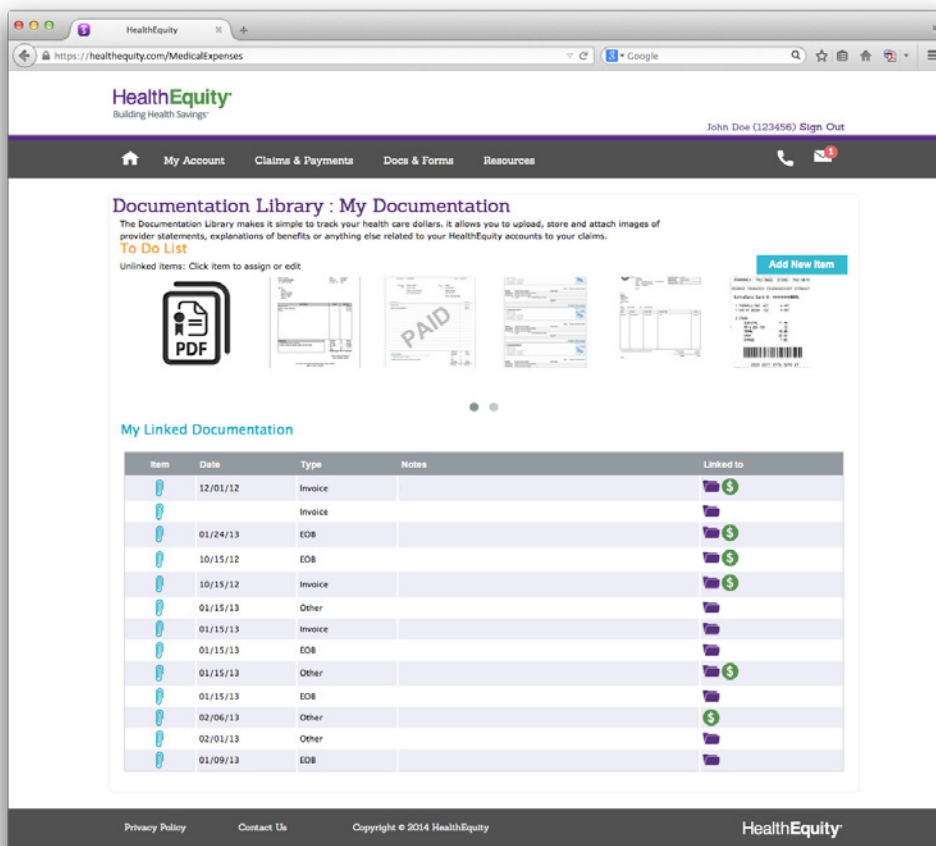 HealthEquity
https://healthequity.com/MedicalExpenses
Google
HealthEquity
Building Health Savings
John Doe (123456) Sign Out
My Account Claims & Payments Docs & Forms Resources
1
Documentation Library : My Documentation
The Documentation Library makes it simple to track your health care dollars. it allows you to upload, store and attach images of
provider statements, explanations of benefits or anything else related to your HealthEquity accounts to your claims.
To Do List
Unlinked items: Click item to assign or edit
Add New Item
PDF
PAID
My Linked Documentation
Item Date Type Notes Linked to
12/01/12 Invoice $
Invoice
01/24/13 EOB $
10/15/12 EOB $
10/15/12 Invoice $
01/15/13 Other
01/15/13 Invoice
01/15/13 EOB
01/15/13 Other $
01/15/13 EOB
02/06/13 Other $
02/01/13 Other
01/09/13 EOB
Privacy Policy Contact Us Copyright © 2014 HealthEquity
HealthEquity